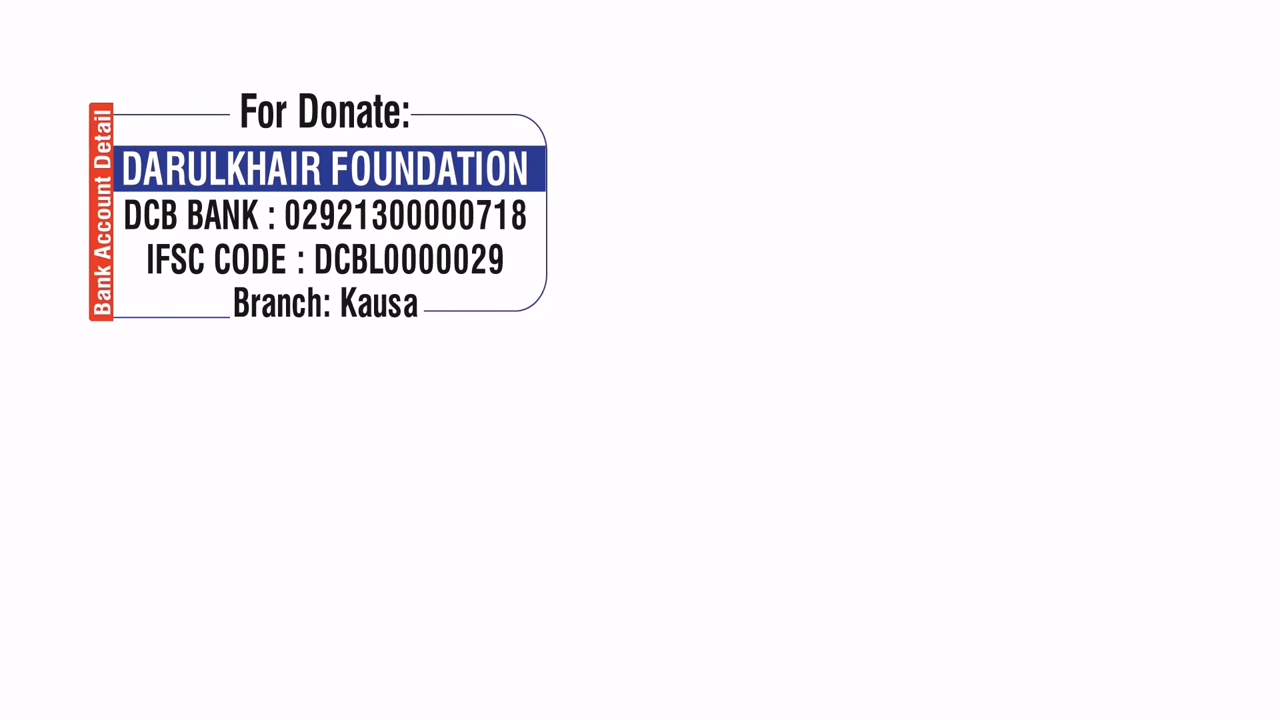 For Donate:
Bank Account Detail
DARULKHAIR FOUNDATION
DCB BANK : 02921300000718
IFSC CODE : DCBL0000029
Branch: Kausa